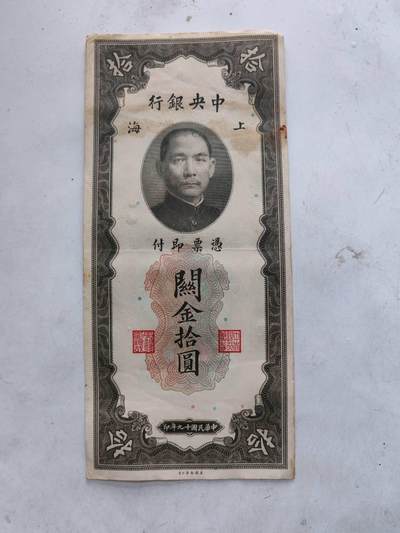 拾 拾
中央銀行
上海
憑票即付
關金拾圓
中華民國十九年印
拾 拾